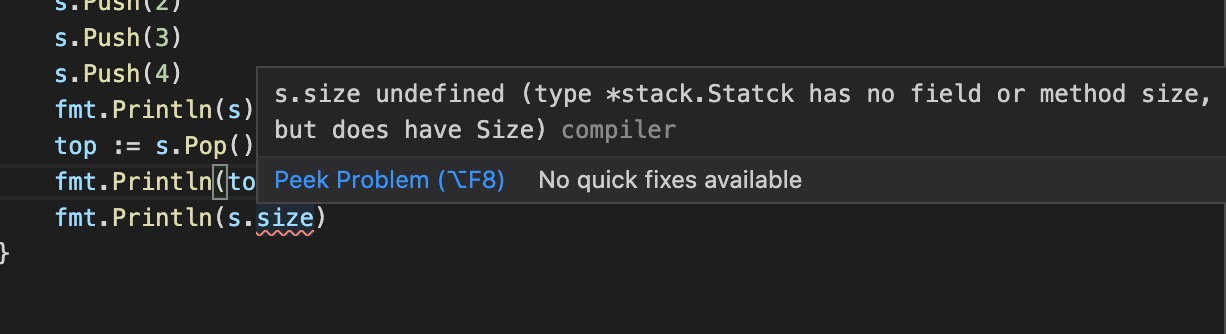 s.Push(2)
s.Push(3)
s.Push(4)
fmt.Println(s)
s.size undefined (type *stack.Statck has no field or method size,
but does have Size) compiler
top := s.Pop()
fmt.Println(to
Peek Problem (⌥F8) No quick fixes available
fmt.Println(s.size)
}